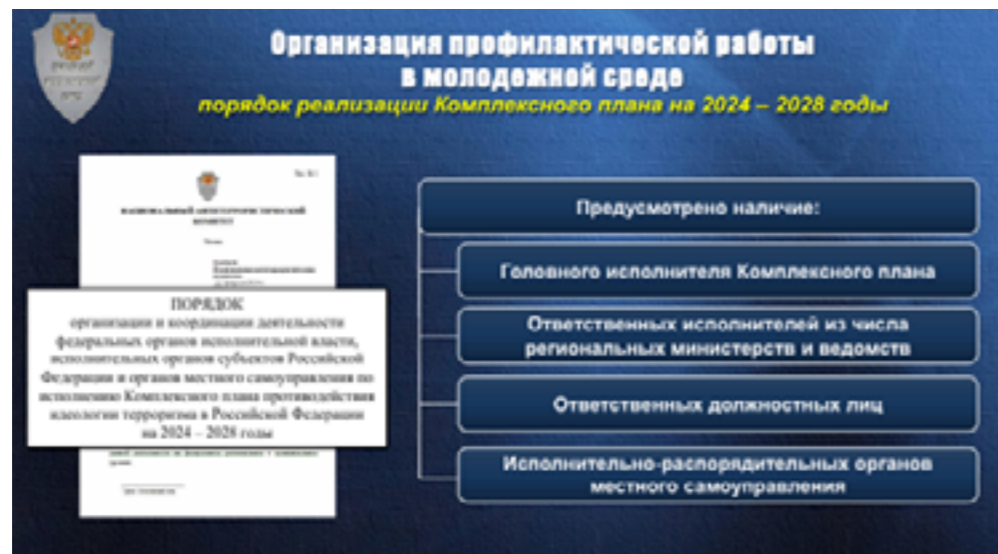 Организация профилактической работы
в молодежной среде
порядок реализации Комплексного плана на 2024 – 2028 годы
НАЦИОНАЛЬНЫЙ АНТИТЕРРОРИСТИЧЕСКИЙ
КОМИТЕТ
ПОРЯДОК
организации и координации деятельности
федеральных органов исполнительной власти,
исполнительных органов субъектов Российской
Федерации и органов местного самоуправления по
исполнению Комплексного плана противодействия
идеологии терроризма в Российской Федерации
на 2024 – 2028 годы
Предусмотрено наличие:
Головного исполнителя Комплексного плана
Ответственных исполнителей из числа
региональных министерств и ведомств
Ответственных должностных лиц
Исполнительно-распорядительных органов
местного самоуправления